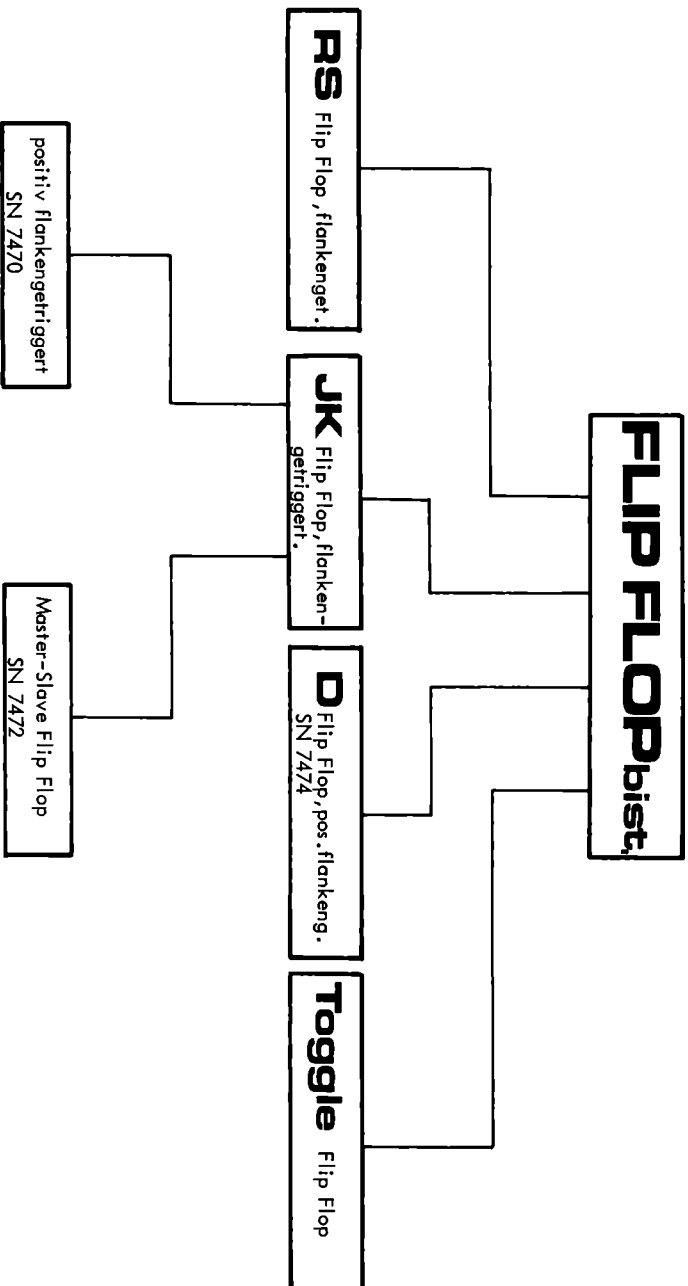 FLIP FLOP bist.
RS Flip Flop, flankenget.
JK Flip Flop, flanken-
getriggert.
D Flip Flop, pos. flankeng.
SN 7474
Toggle Flip Flop
positiv flankengetriggert
SN 7470
Master-Slave Flip Flop
SN 7472